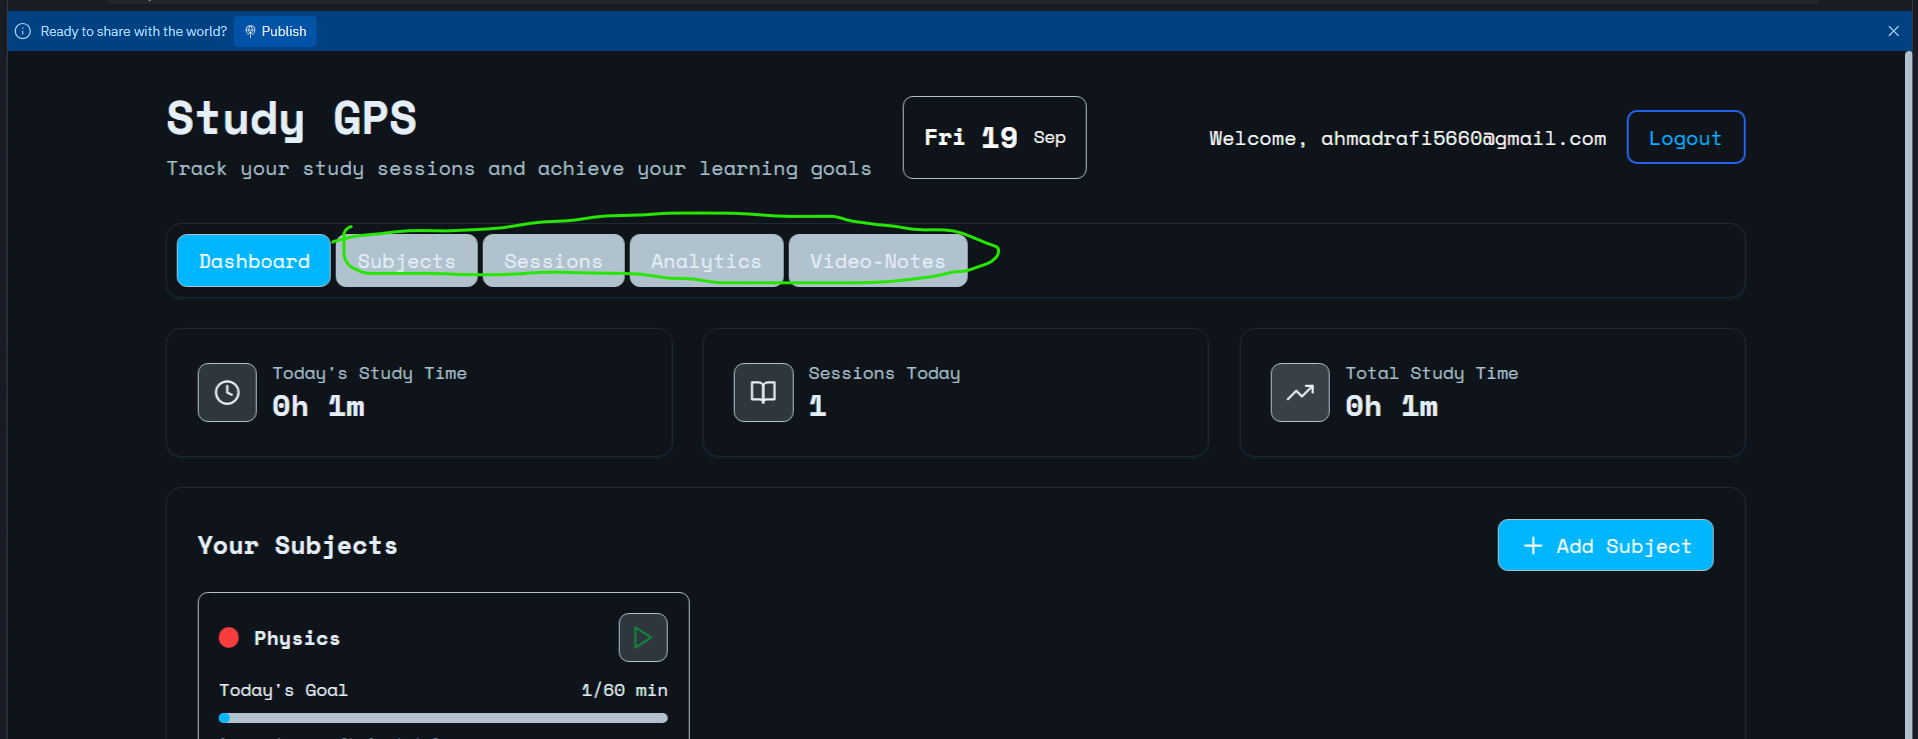 Ready to share with the world? Publish
Study GPS
Track your study sessions and achieve your learning goals
Fri 19 Sep
Welcome, ahmadrafi5660@gmail.com
Logout
Dashboard Subjects Sessions Analytics Video-Notes
Today's Study Time
0h 1m
Sessions Today
1
Total Study Time
0h 1m
Your Subjects
Add Subject
Physics
Today's Goal 1/60 min